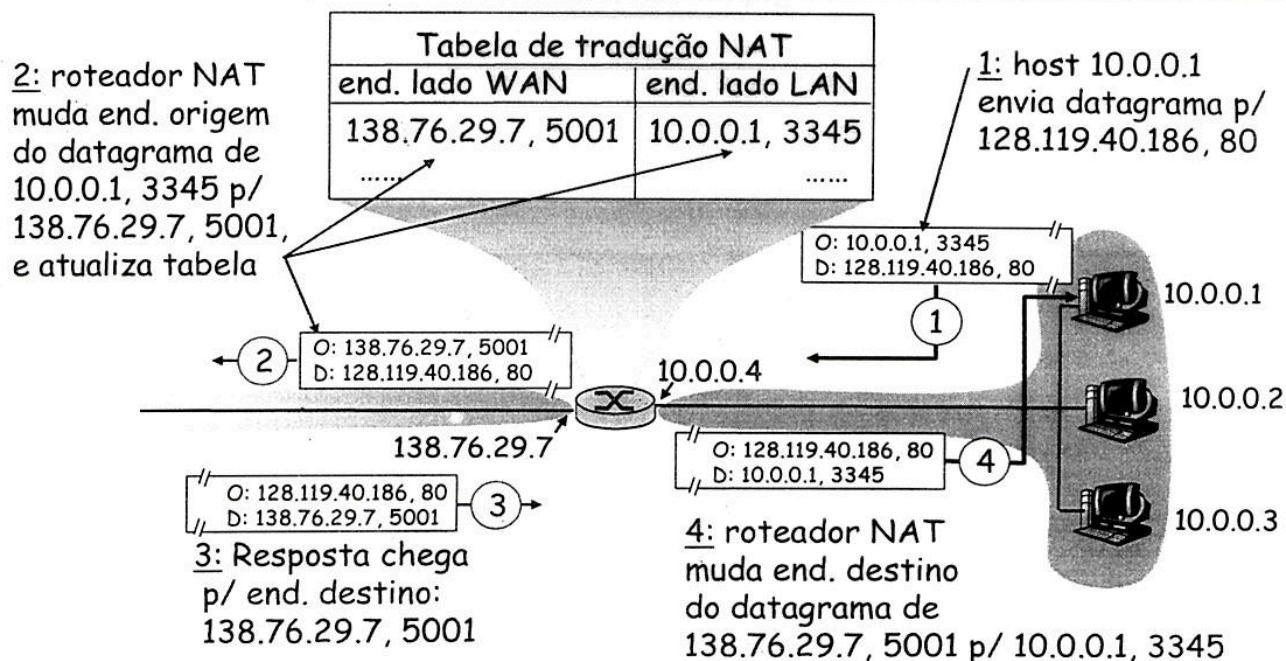 Tabela de tradução NAT
end. lado WAN end. lado LAN
138.76.29.7, 5001 10.0.0.1, 3345
...... ......
2: roteador NAT
muda end. origem
do datagrama de
10.0.0.1, 3345 p/
138.76.29.7, 5001,
e atualiza tabela
1: host 10.0.0.1
envia datagrama p/
128.119.40.186, 80
O: 10.0.0.1, 3345
D: 128.119.40.186, 80
1
10.0.0.1
2
O: 138.76.29.7, 5001
D: 128.119.40.186, 80
10.0.0.4
10.0.0.2
138.76.29.7
O: 128.119.40.186, 80
D: 10.0.0.1, 3345
4
O: 128.119.40.186, 80
D: 138.76.29.7, 5001
3
10.0.0.3
3: Resposta chega
p/ end. destino:
138.76.29.7, 5001
4: roteador NAT
muda end. destino
do datagrama de
138.76.29.7, 5001 p/ 10.0.0.1, 3345